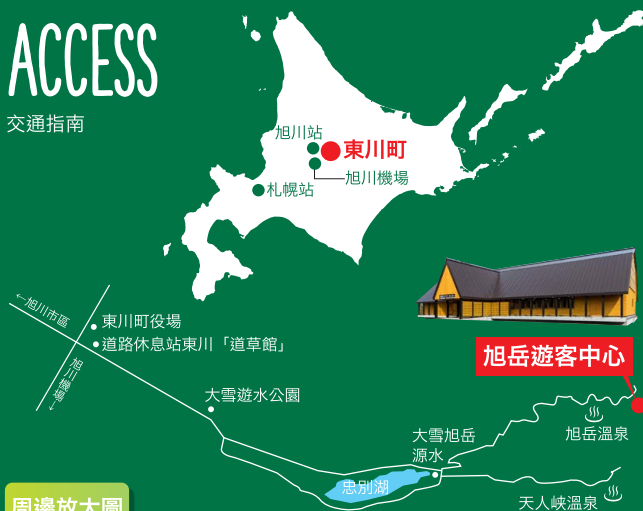 ACCESS
交通指南
旭川站
東川町
旭川機場
札幌站
←旭川市區
東川町役場
道路休息站東川「道草館」
旭川機場→
旭岳遊客中心
大雪遊水公園
大雪旭岳
源水
旭岳溫泉
忠別湖
天人峽溫泉
周邊放大圖